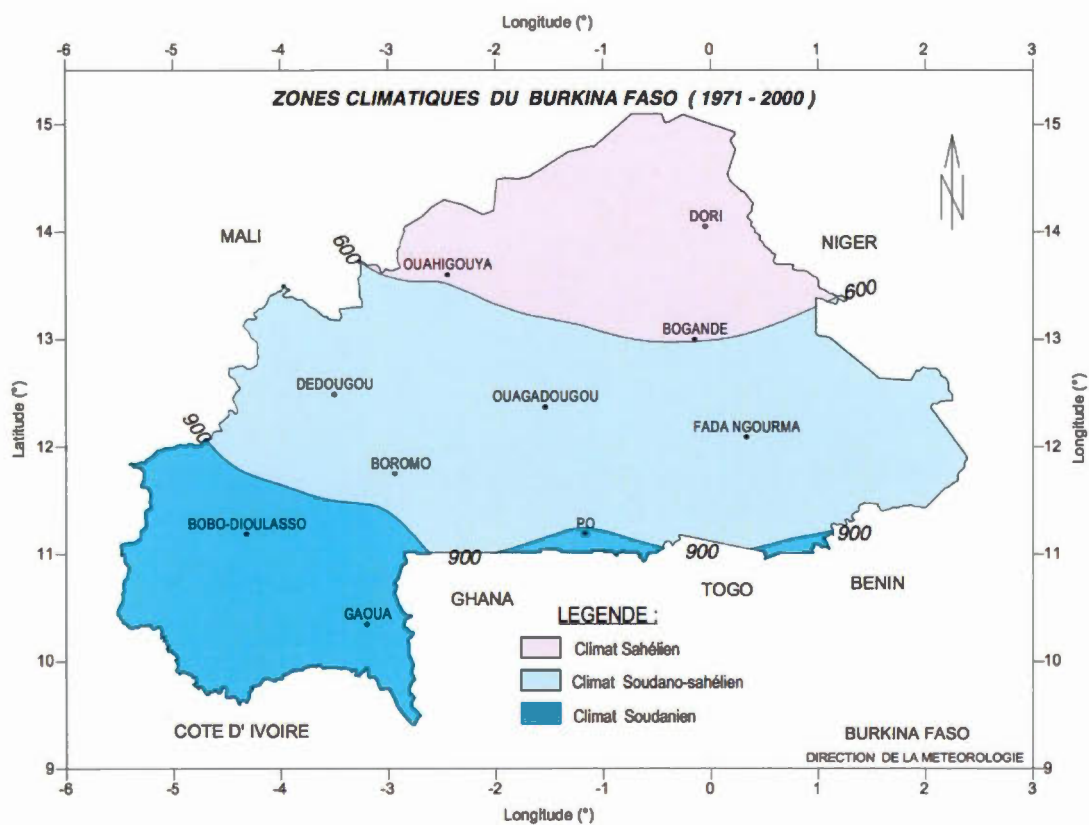 Longitude (°)
-6 -5 -4 -3 -2 -1 0 1 2 3
ZONES CLIMATIQUES DU BURKINA FASO ( 1971 - 2000 )
15 15
N
DORI
14 14
MALI
NIGER
600
OUAHIGOUYA
600
13 13
BOGANDE
DEDOUGOU
OUAGADOUGOU
FADA NGOURMA
Latitude (°)
Longitude (°)
900
12 12
BOROMO
BOBO-DIOULASSO
PO
900
11 11
900
900
GHANA
TOGO
BENIN
GAOUA
LEGENDE :
Climat Sahélien
10 10
Climat Soudano-sahélien
Climat Soudanien
COTE D' IVOIRE
BURKINA FASO
DIRECTION DE LA METEOROLOGIE
9 9
-6 -5 -4 -3 -2 -1 0 1 2 3
Longitude (°)